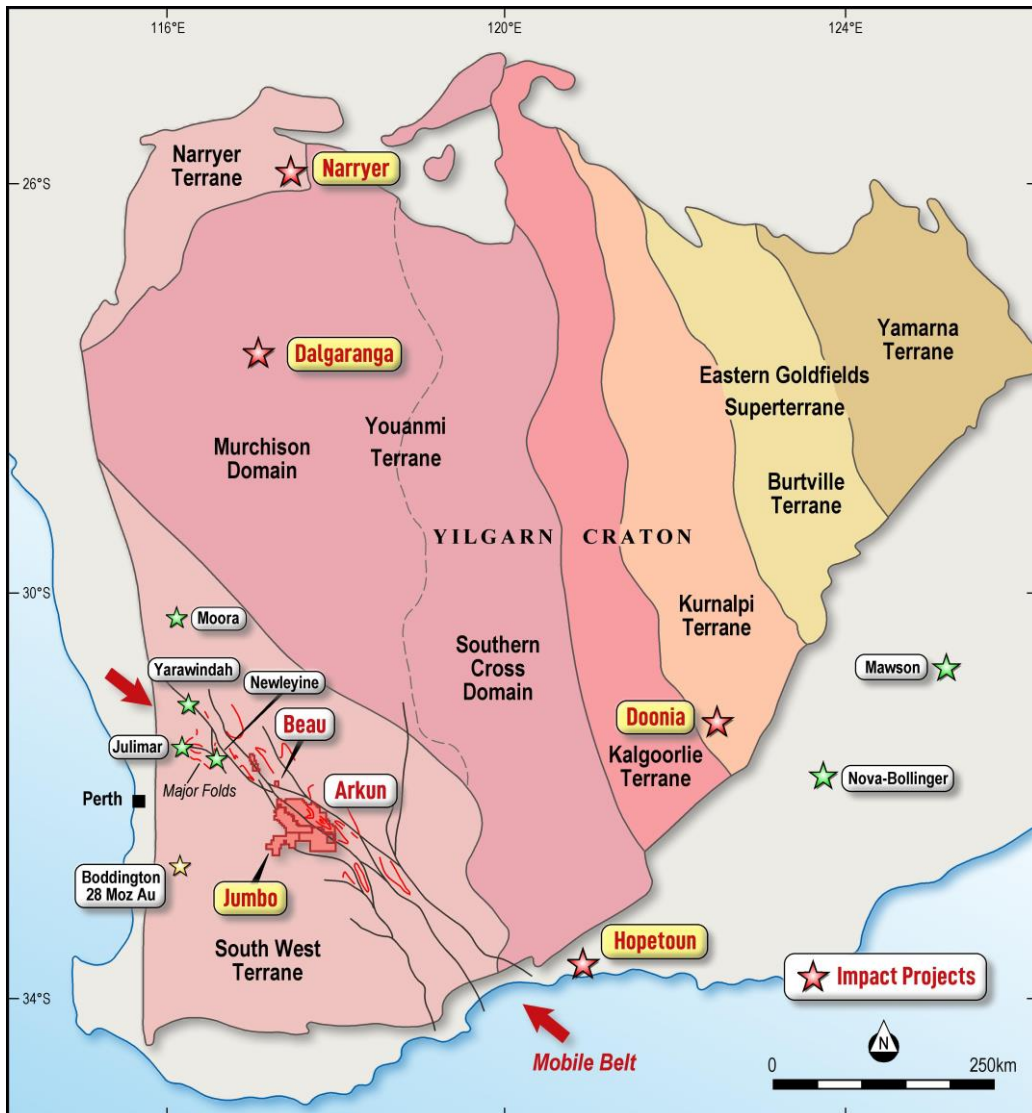 116°E
120°E
124°E
26°S
30°S
34°S
Narryer
Terrane
Narryer
Dalgaranga
Murchison
Domain
Youanmi
Terrane
Yamarna
Terrane
Eastern Goldfields
Superterrane
Burtville
Terrane
YILGARN CRATON
Kurnalpi
Terrane
Southern
Cross
Domain
Moora
Yarawindah
Newleyine
Beau
Julimar
Major Folds
Arkun
Perth
Boddington
28 Moz Au
Jumbo
South West
Terrane
Doonia
Kalgoorlie
Terrane
Mawson
Nova-Bollinger
Hopetoun
Mobile Belt
Impact Projects
N
0 250km